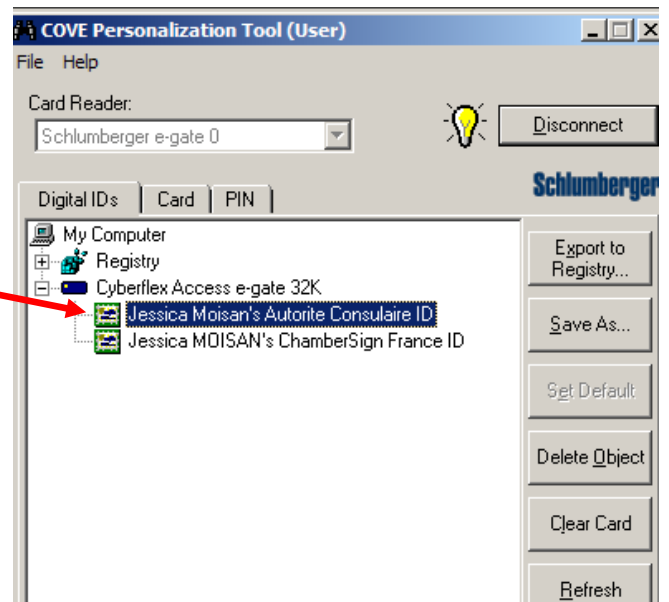 COVE Personalization Tool (User)
File Help
Card Reader:
Schlumberger e-gate 0
Disconnect
Schlumberger
Digital IDs Card PIN
My Computer
Registry
Cyberflex Access e-gate 32K
Jessica Moisan's Autorite Consulaire ID
Jessica MOISAN's ChamberSign France ID
Export to
Registry...
Save As...
Set Default
Delete Object
Clear Card
Refresh